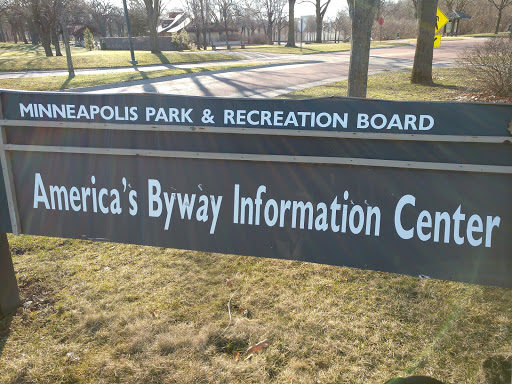 MINNEAPOLIS PARK & RECREATION BOARD
America's Byway Information Center